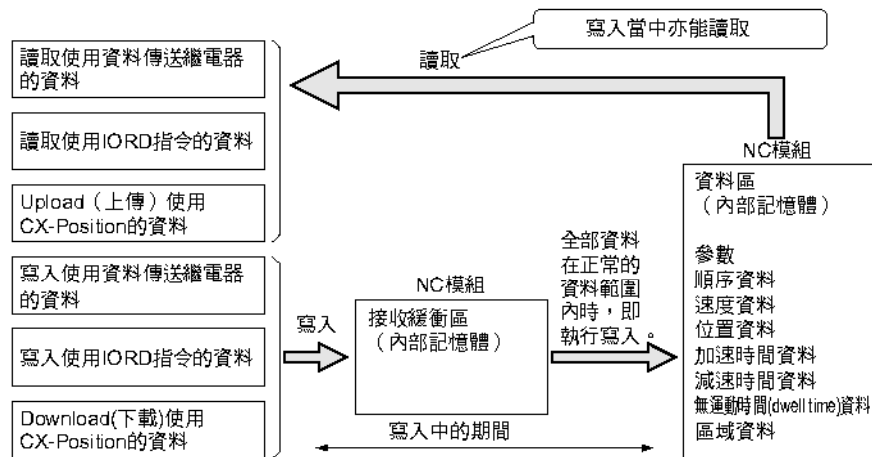 寫入當中亦能讀取
讀取
讀取使用資料傳送繼電器
的資料
讀取使用IORD指令的資料
Upload（上傳）使用
CX-Position的資料
寫入使用資料傳送繼電器
的資料
寫入使用IORD指令的資料
Download(下載)使用
CX-Position的資料
寫入
NC模組
接收緩衝區
（內部記憶體）
寫入中的期間
全部資料
在正常的
資料範圍
內時，即
執行寫入。
NC模組
資料區
（內部記憶體）
參數
順序資料
速度資料
位置資料
加速時間資料
減速時間資料
無運動時間(dwell time)資料
區域資料